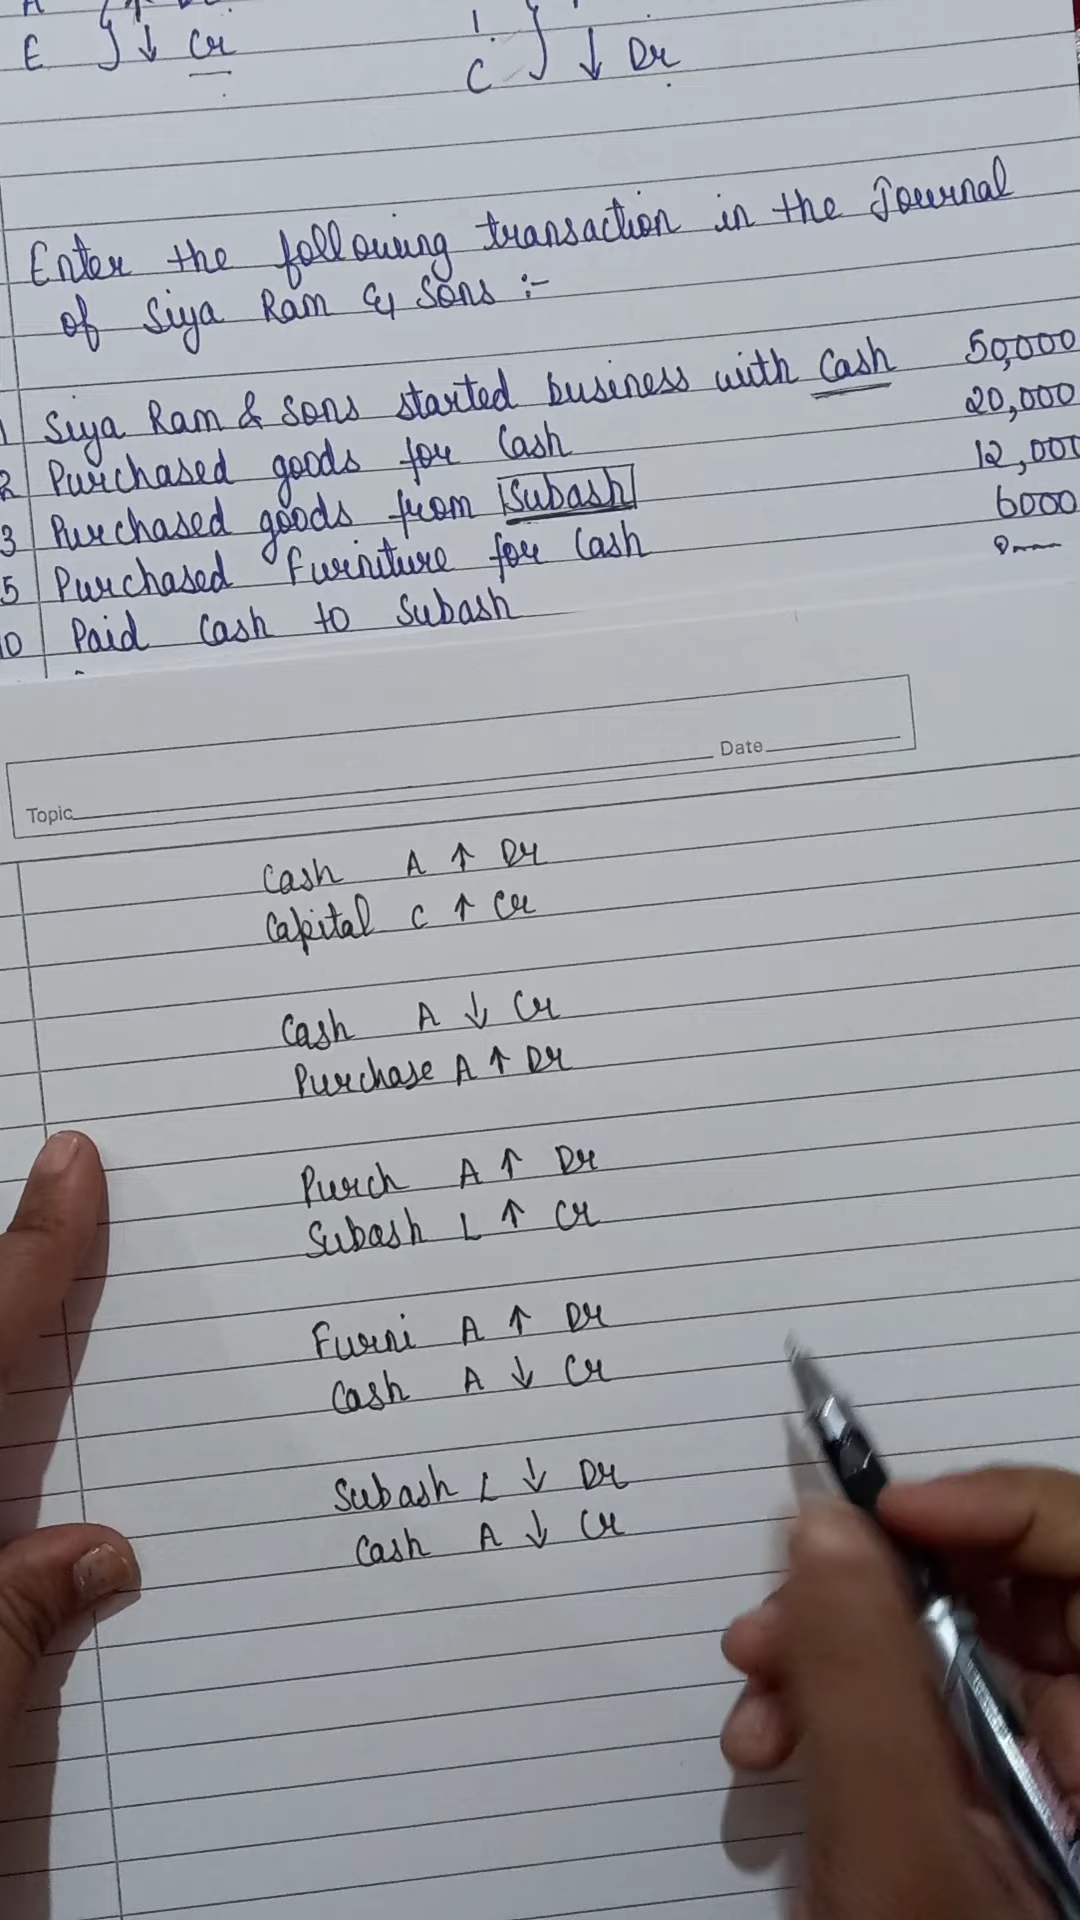 E } ↓ Cr
I
C } ↓ Dr
Enter the following transaction in the Journal
of Siya Ram & Sons :-
1 Siya Ram & Sons started business with Cash 50,000
2 Purchased goods for Cash 20,000
3 Purchased goods from Subash 12,000
5 Purchased Furniture for Cash 6000
10 Paid Cash to Subash
Topic Date
Cash A ↑ Dr
Capital C ↑ Cr
Cash A ↓ Cr
Purchase A ↑ Dr
Purch A ↑ Dr
Subash L ↑ Cr
Furni A ↑ Dr
Cash A ↓ Cr
Subash L ↓ Dr
Cash A ↓ Cr